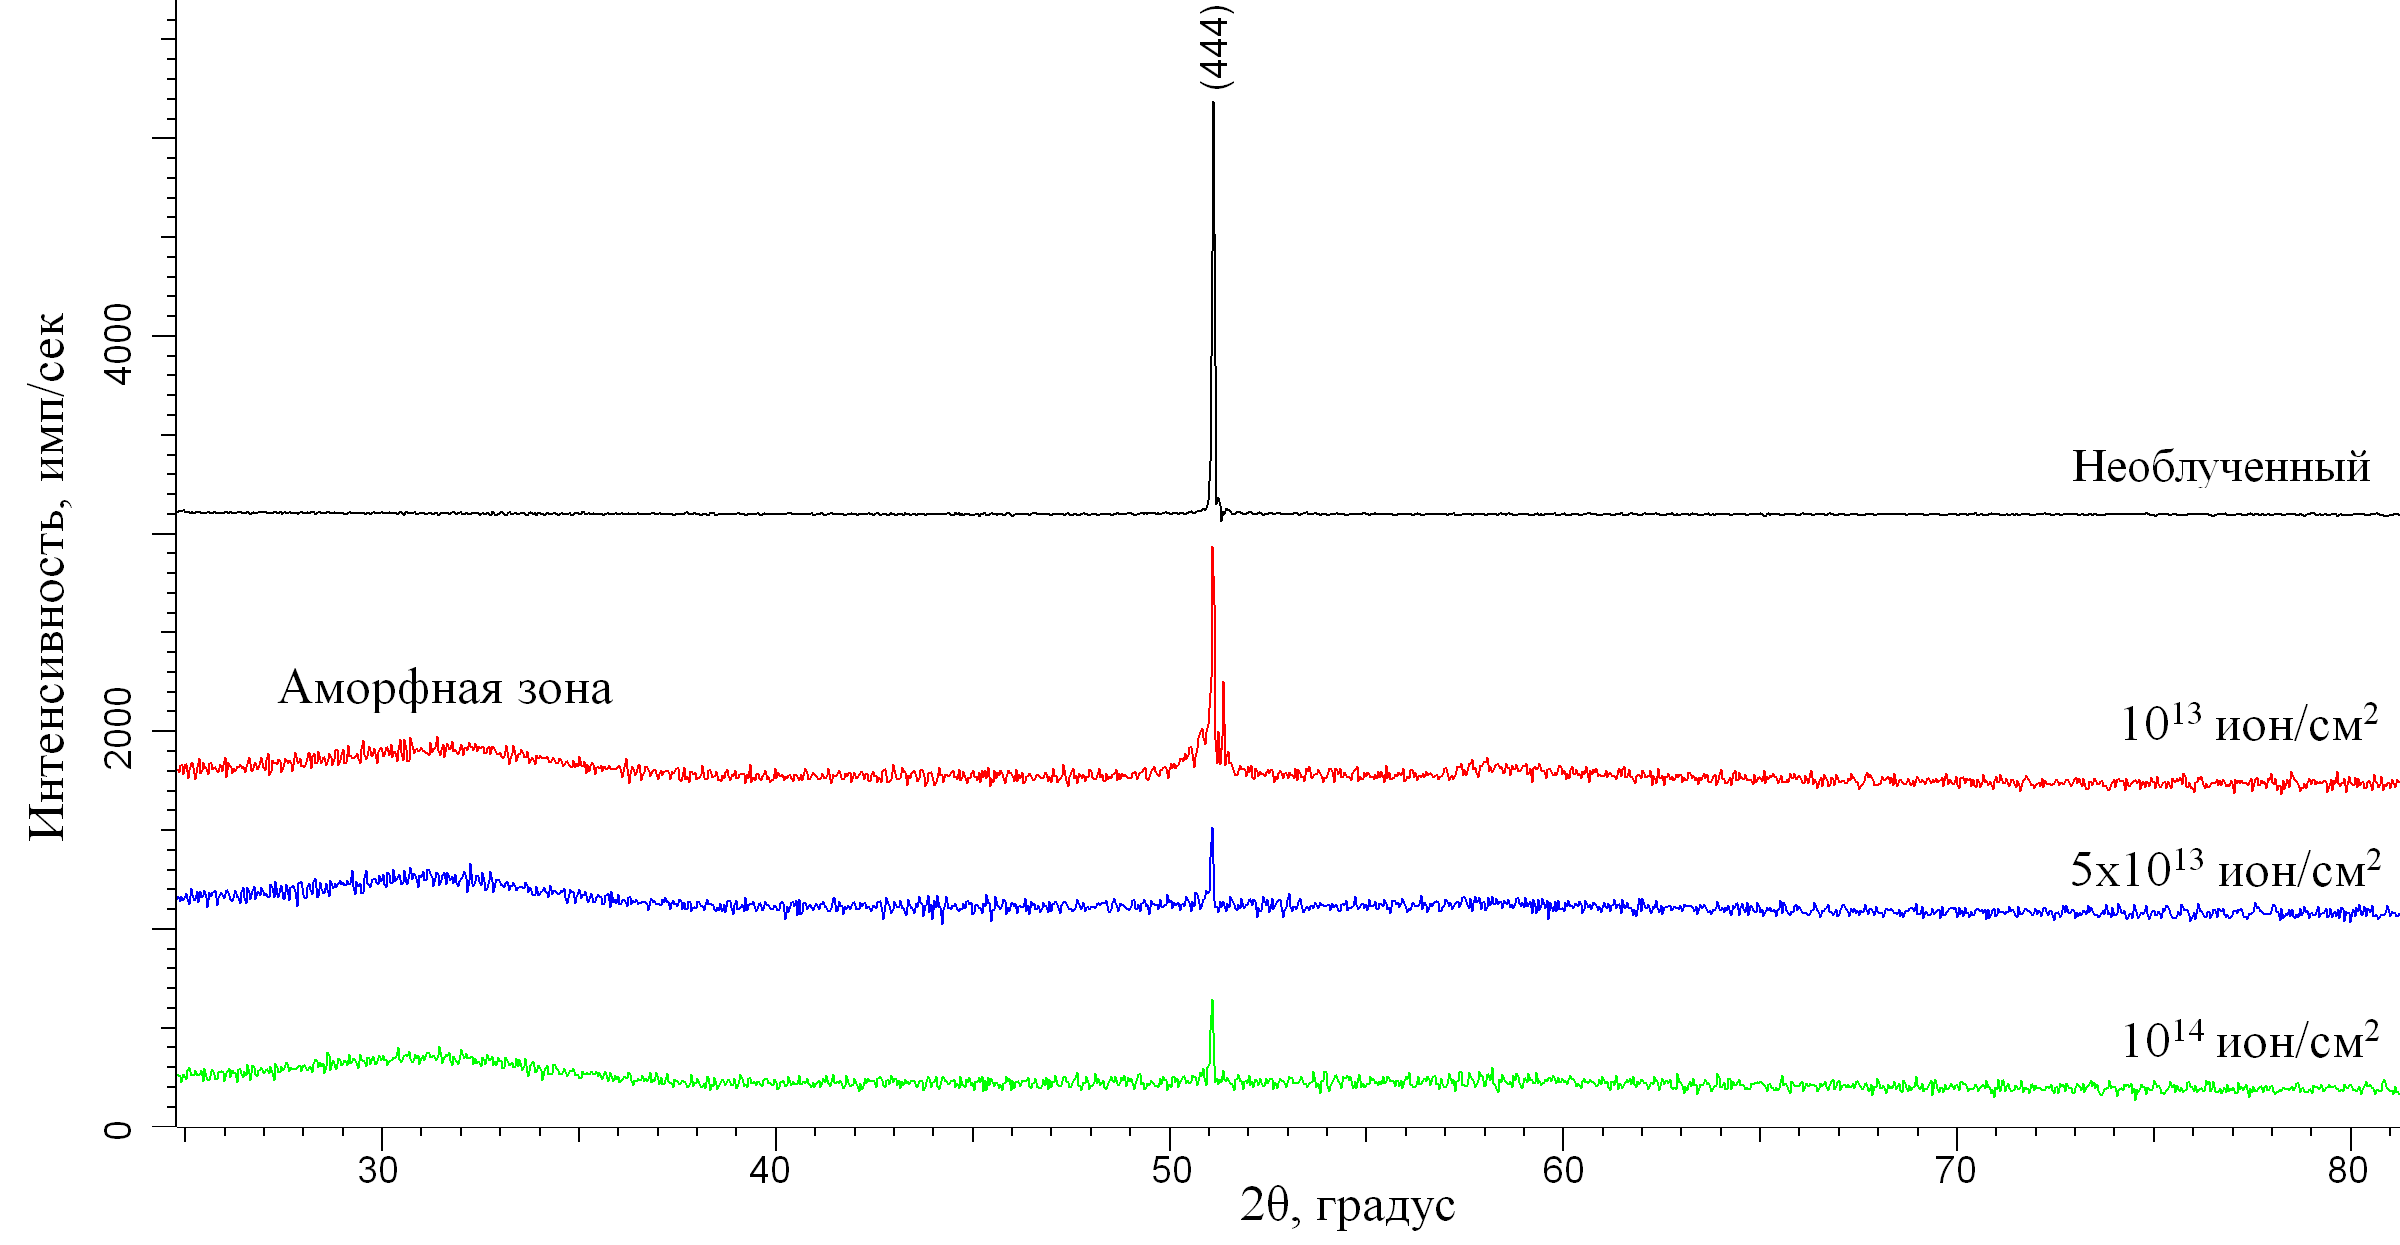 (444)
4000
Необлученный
Интенсивность, имп/сек
Аморфная зона
2000
10¹³ ион/см²
5x10¹³ ион/см²
10¹⁴ ион/см²
0
30 40 50 60 70 80
2θ, градус